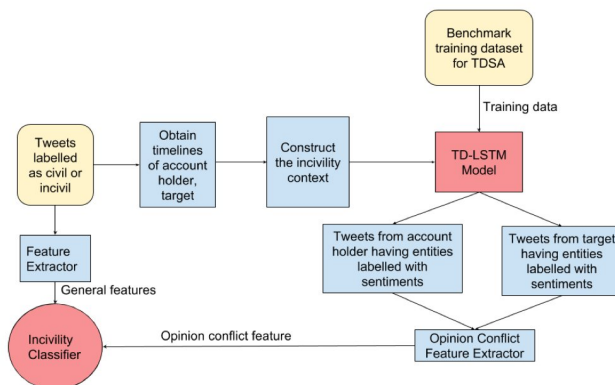 Benchmark
training dataset
for TDSA
Training data
Tweets
labelled
as civil or
incivil
Obtain
timelines of account
holder,
target
Construct
the incivility
context
TD-LSTM
Model
Feature
Extractor
General features
Tweets from account
holder having entities
labelled with
sentiments
Tweets from target
having entities
labelled with
sentiments
Incivility
Classifier
Opinion conflict feature
Opinion Conflict
Feature Extractor